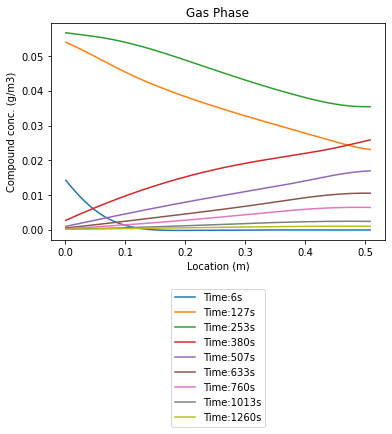 Gas Phase
Compound conc. (g/m3)
0.05
0.04
0.03
0.02
0.01
0.00
0.0 0.1 0.2 0.3 0.4 0.5
Location (m)
Time:6s
Time:127s
Time:253s
Time:380s
Time:507s
Time:633s
Time:760s
Time:1013s
Time:1260s